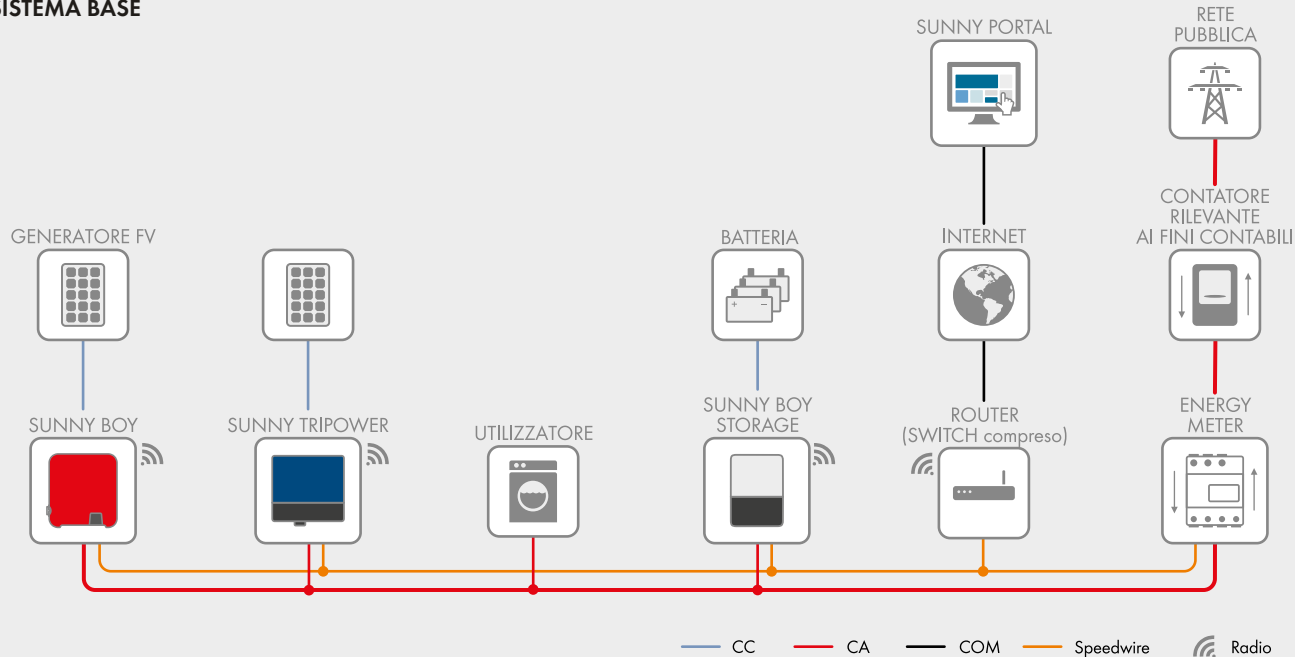 SISTEMA BASE
SUNNY PORTAL
RETE
PUBBLICA
GENERATORE FV
BATTERIA
INTERNET
CONTATORE
RILEVANTE
AI FINI CONTABILI
SUNNY BOY
SUNNY TRIPOWER
UTILIZZATORE
SUNNY BOY
STORAGE
ROUTER
(SWITCH compreso)
ENERGY
METER
CC
CA
COM
Speedwire
Radio